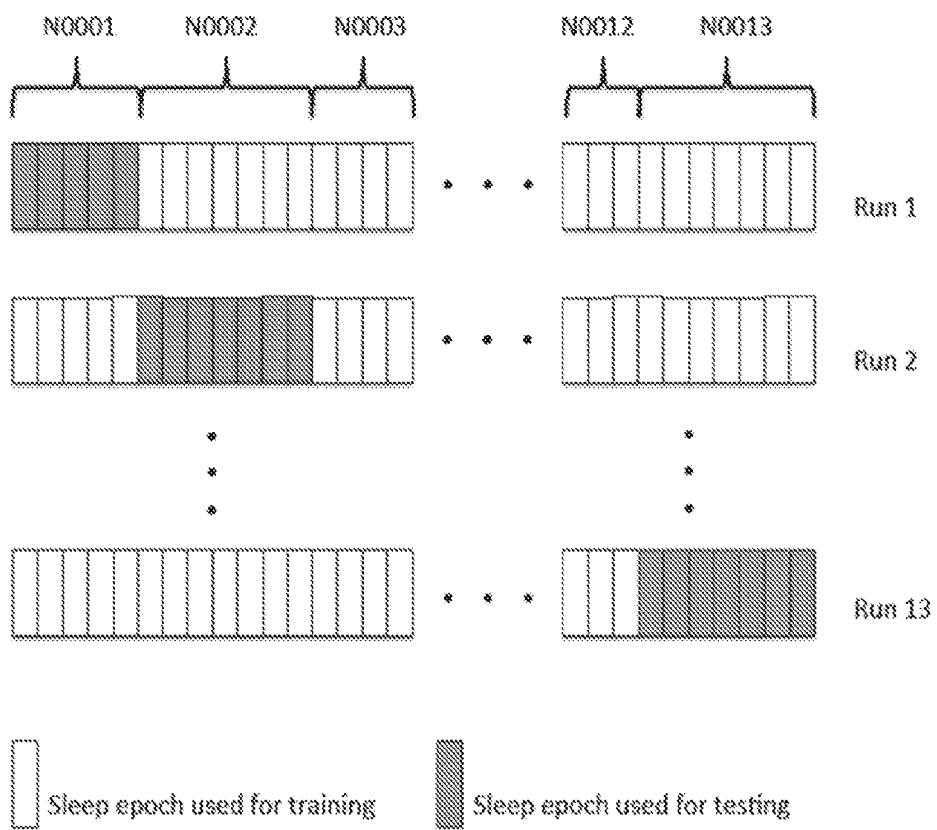 N0001 N0002 N0003 N0012 N0013
Run 1
Run 2
Run 13
Sleep epoch used for training
Sleep epoch used for testing